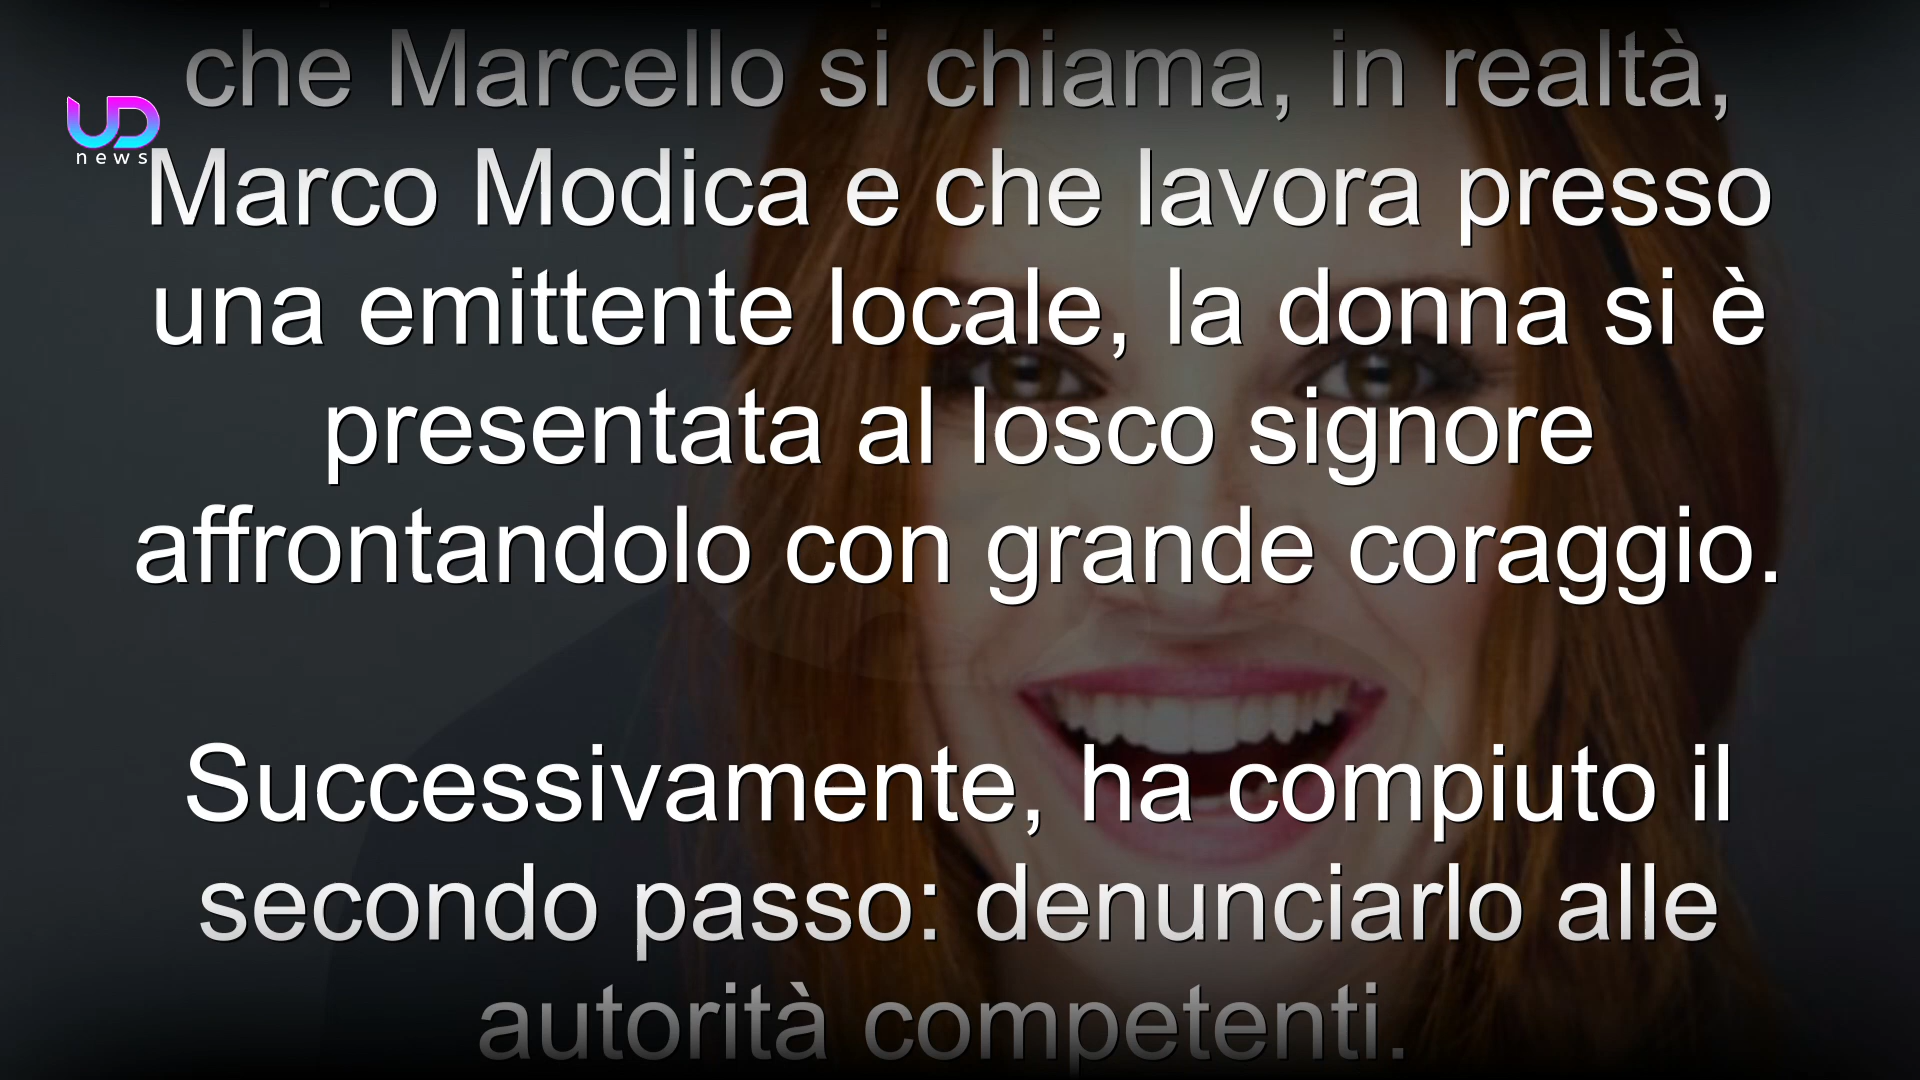 che Marcello si chiama, in realtà,
UD
news
Marco Modica e che lavora presso
una emittente locale, la donna si è
presentata al losco signore
affrontandolo con grande coraggio.
Successivamente, ha compiuto il
secondo passo: denunciarlo alle
autorità competenti.